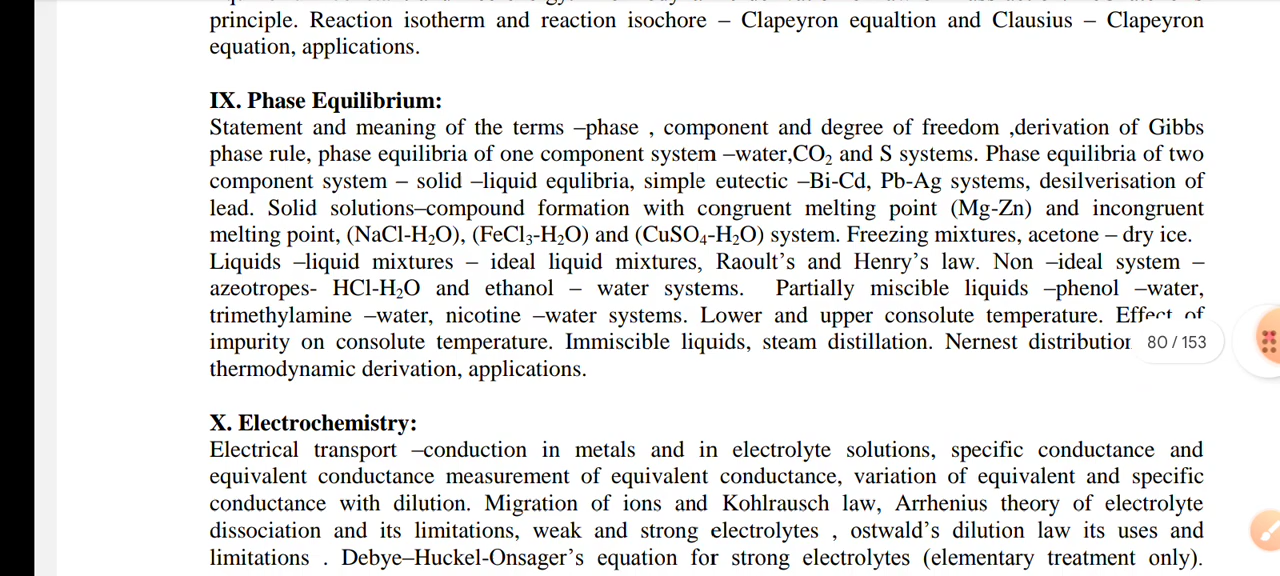 principle. Reaction isotherm and reaction isochore – Clapeyron equaltion and Clausius – Clapeyron
equation, applications.
IX. Phase Equilibrium:
Statement and meaning of the terms –phase , component and degree of freedom ,derivation of Gibbs
phase rule, phase equilibria of one component system –water,CO₂ and S systems. Phase equilibria of two
component system – solid –liquid equlibria, simple eutectic –Bi-Cd, Pb-Ag systems, desilverisation of
lead. Solid solutions–compound formation with congruent melting point (Mg-Zn) and incongruent
melting point, (NaCl-H₂O), (FeCl₃-H₂O) and (CuSO₄-H₂O) system. Freezing mixtures, acetone – dry ice.
Liquids –liquid mixtures – ideal liquid mixtures, Raoult’s and Henry’s law. Non –ideal system –
azeotropes- HCl-H₂O and ethanol – water systems. Partially miscible liquids –phenol –water,
trimethylamine –water, nicotine –water systems. Lower and upper consolute temperature. Effect of
impurity on consolute temperature. Immiscible liquids, steam distillation. Nernest 80 / 153
thermodynamic derivation, applications.
X. Electrochemistry:
Electrical transport –conduction in metals and in electrolyte solutions, specific conductance and
equivalent conductance measurement of equivalent conductance, variation of equivalent and specific
conductance with dilution. Migration of ions and Kohlrausch law, Arrhenius theory of electrolyte
dissociation and its limitations, weak and strong electrolytes , ostwald’s dilution law its uses and
limitations . Debye–Huckel-Onsager’s equation for strong electrolytes (elementary treatment only).